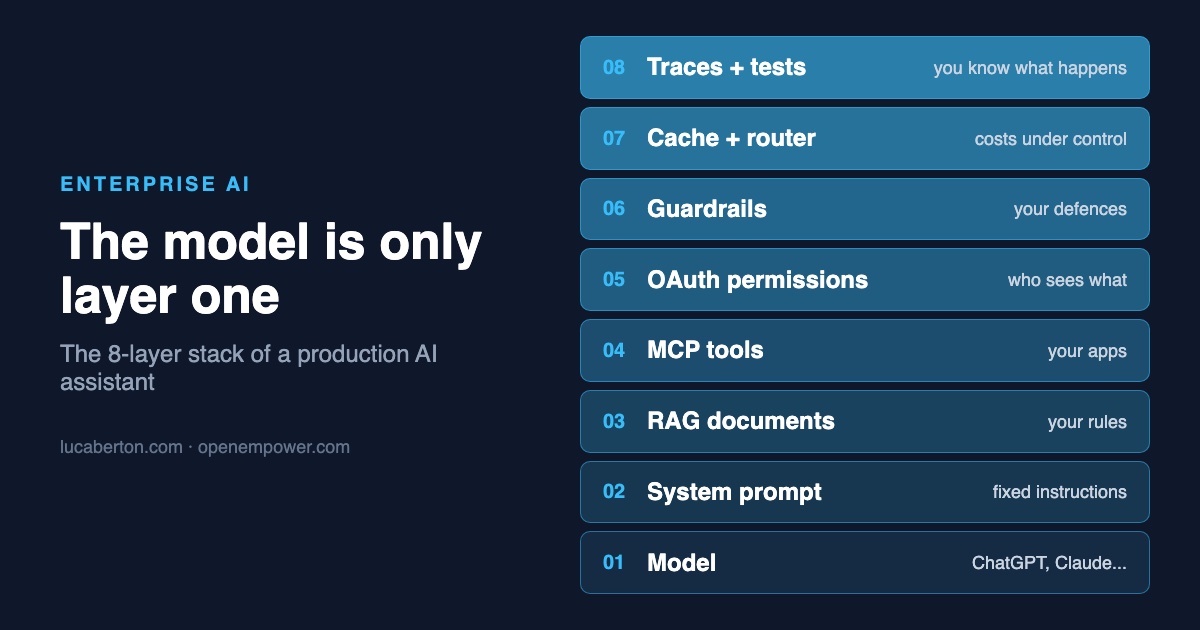 ENTERPRISE AI
The model is only
layer one
The 8-layer stack of a production AI
assistant
lucaberton.com · openempower.com
08 Traces + tests you know what happens
07 Cache + router costs under control
06 Guardrails your defences
05 OAuth permissions who sees what
04 MCP tools your apps
03 RAG documents your rules
02 System prompt fixed instructions
01 Model ChatGPT, Claude...